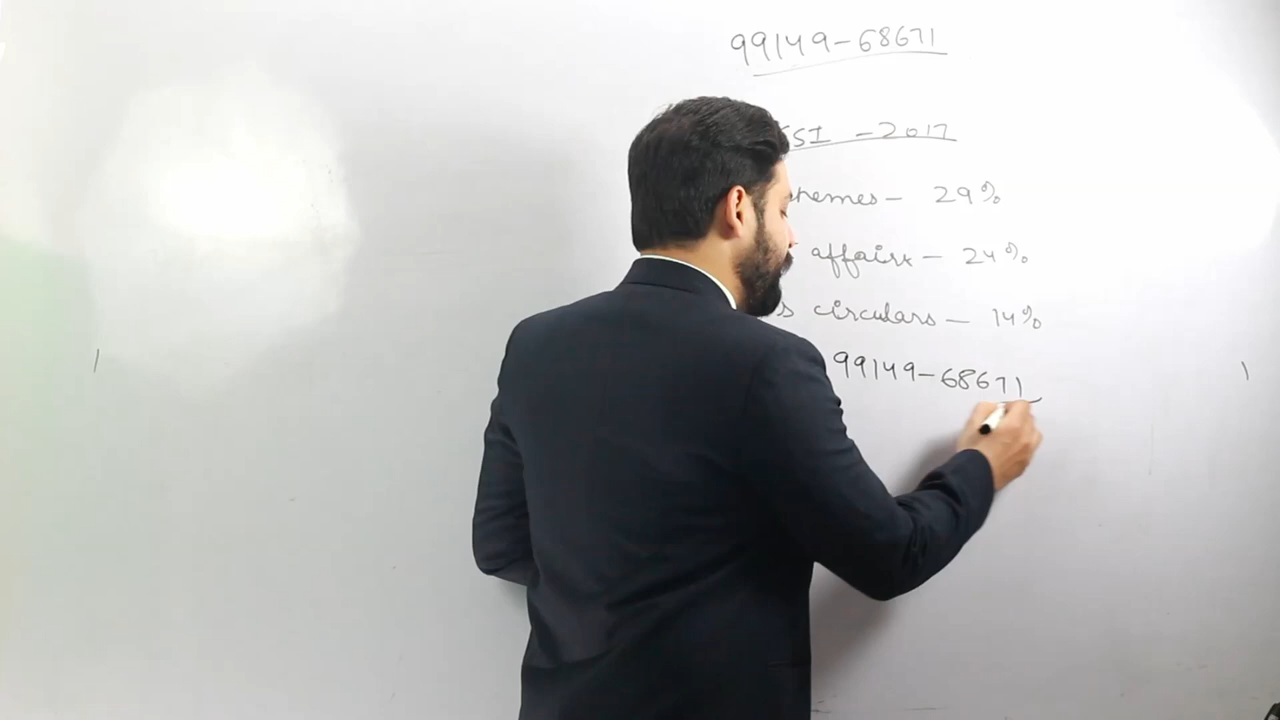 99149-68671
SI - 2017
hemes - 29%
affairs - 24%
s circulars - 14%
99149-68671